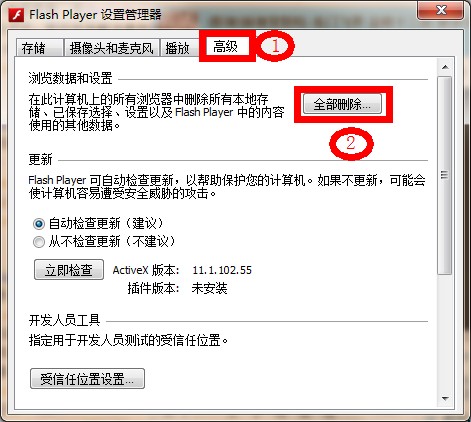 Flash Player 设置管理器
存储 摄像头和麦克风 播放 高级 1
浏览数据和设置
在此计算机上的所有浏览器中删除所有本地存
储、已保存选择、设置以及 Flash Player 中的内容
使用的其他数据。
全部删除...
2
更新
Flash Player 可自动检查更新，以帮助保护您的计算机。如果不更新，可能会
使计算机容易遭受安全威胁的攻击。
自动检查更新（建议）
从不检查更新（不建议）
立即检查 ActiveX 版本: 11.1.102.55
插件版本: 未安装
开发人员工具
指定用于开发人员测试的受信任位置。
受信任位置设置...